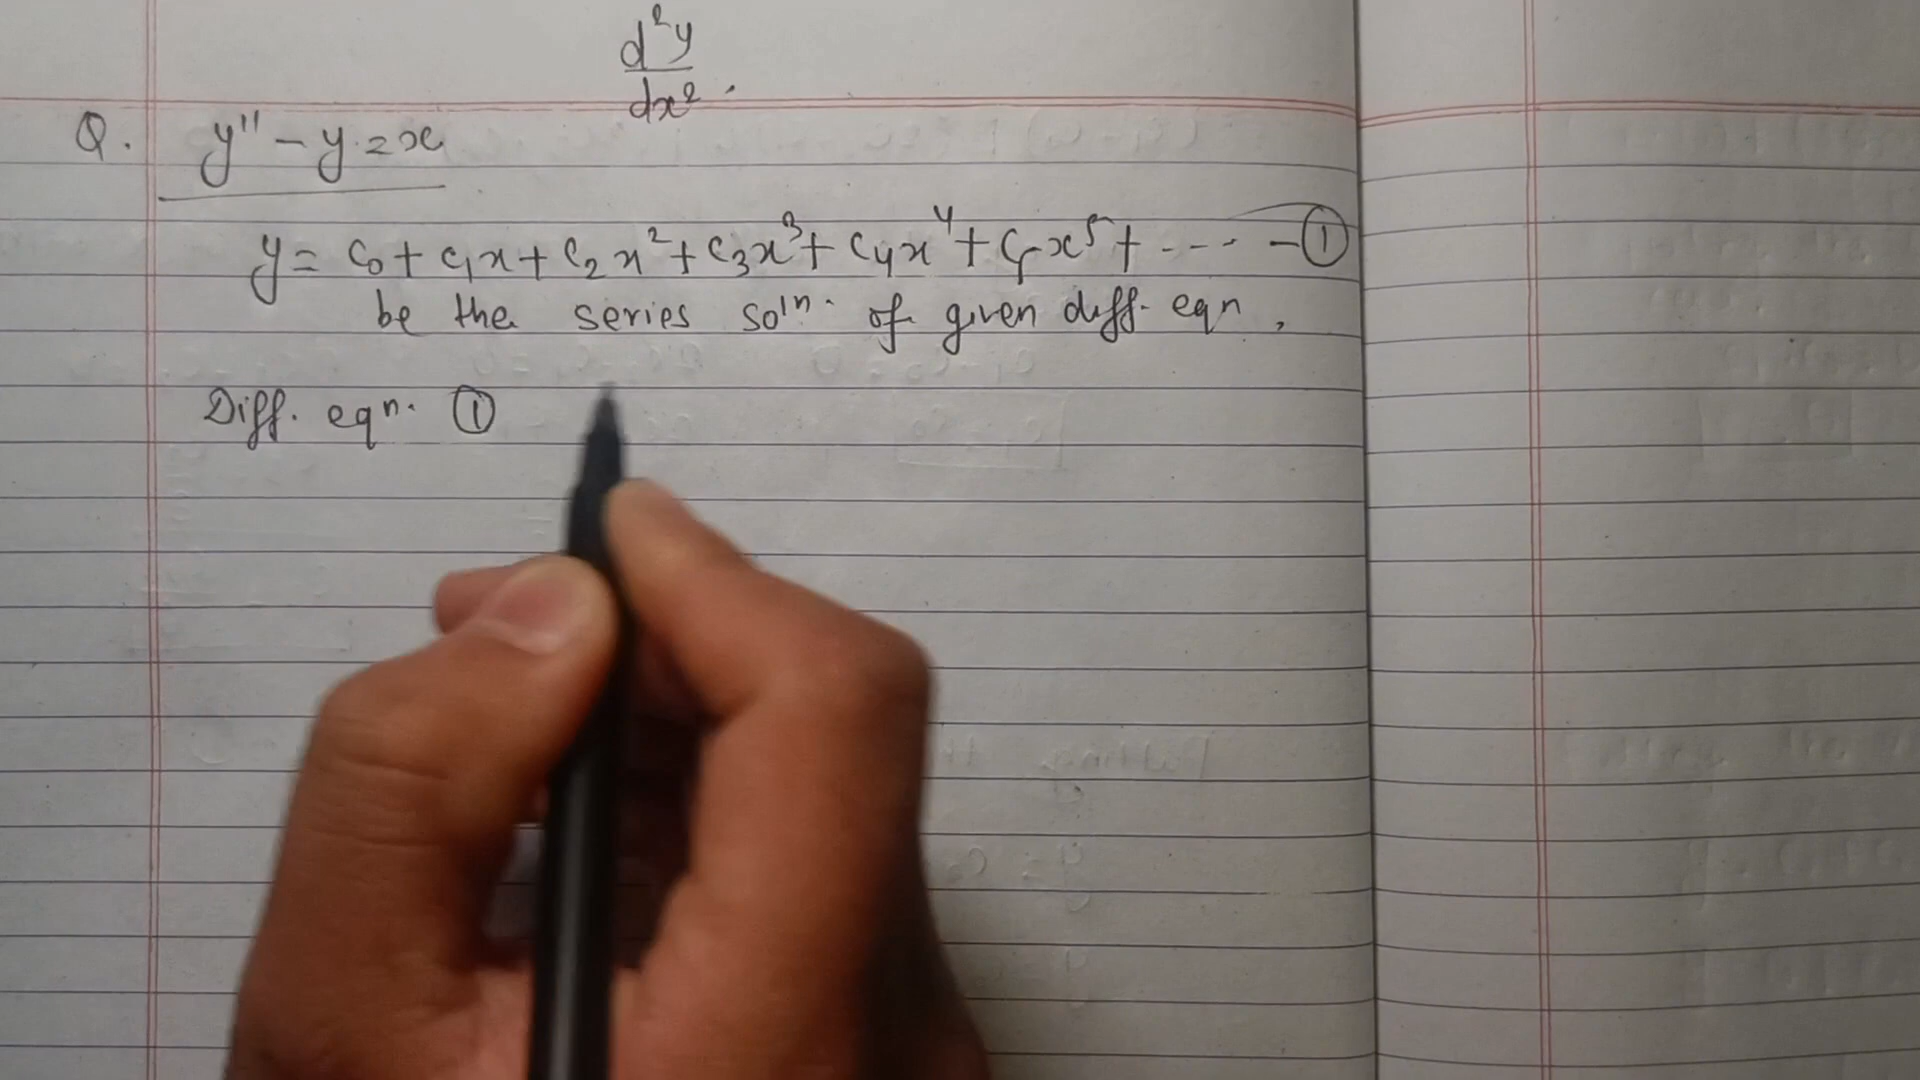 d²y
dx² .
Q. y'' - y = x
y = c₀ + c₁x + c₂x² + c₃x³ + c₄x⁴ + c₅x⁵ + - - - - ①
be the series solⁿ. of given diff. eqn,
Diff. eqⁿ. ①